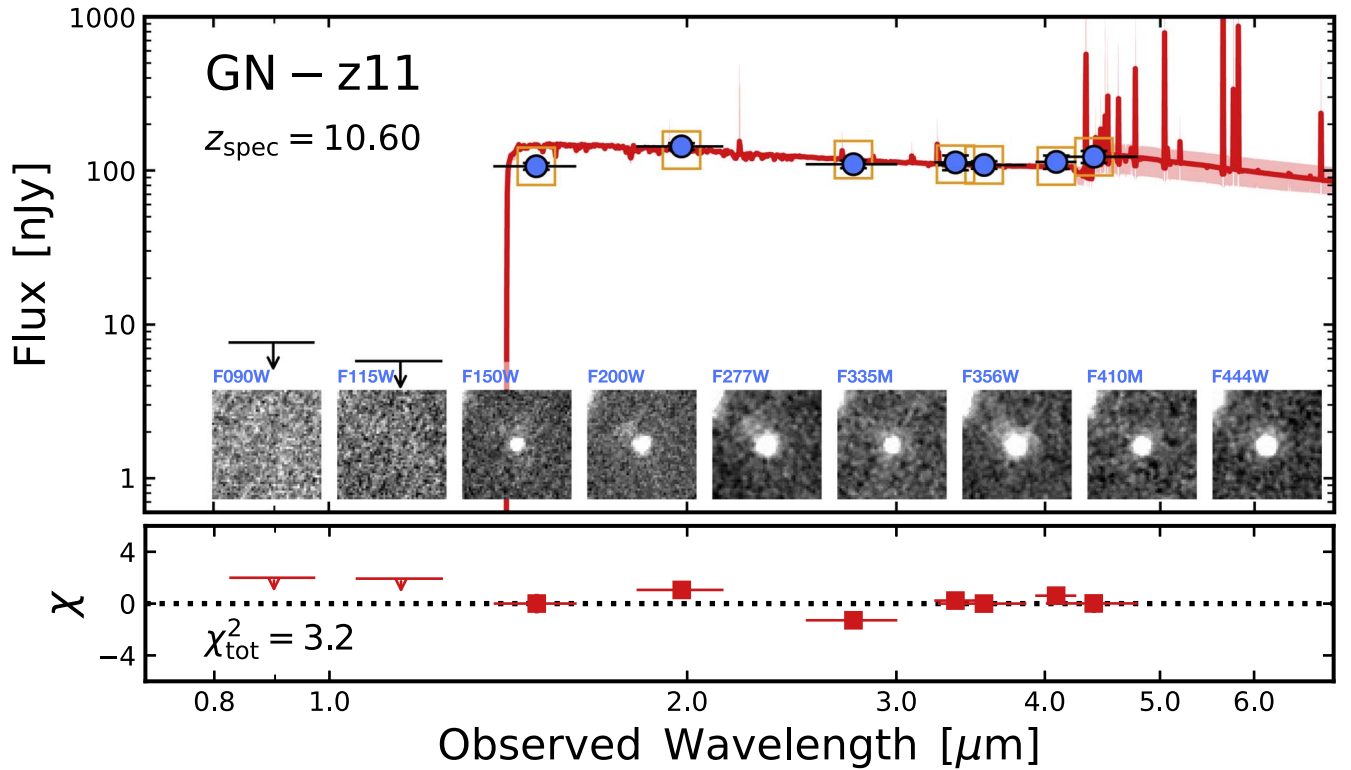 1000
GN − z11
z_spec = 10.60
100
Flux [nJy]
10
F090W F115W F150W F200W F277W F335M F356W F410M F444W
1
4
χ
0
χ²_tot = 3.2
−4
0.8 1.0 2.0 3.0 4.0 5.0 6.0
Observed Wavelength [μm]